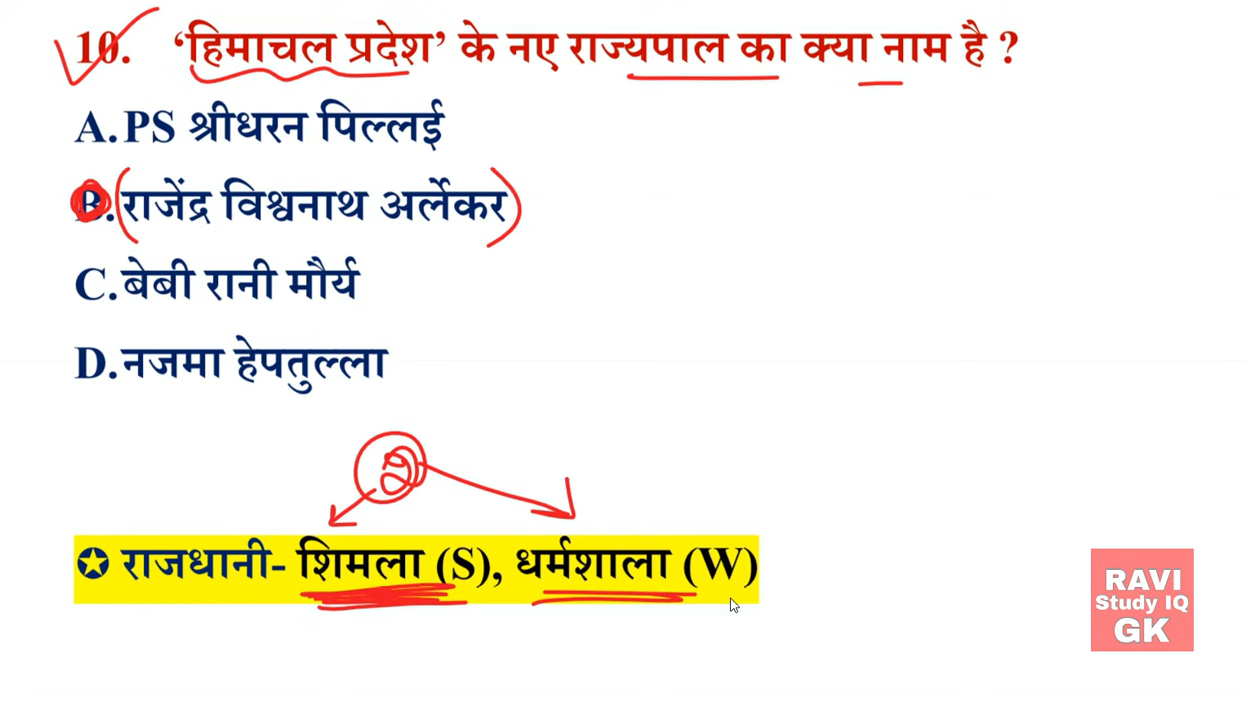 10. ‘हिमाचल प्रदेश’ के नए राज्यपाल का क्या नाम है ?
A. PS श्रीधरन पिल्लई
B. राजेंद्र विश्वनाथ अर्लेकर
C. बेबी रानी मौर्य
D. नजमा हेपतुल्ला
2
✪ राजधानी- शिमला (S), धर्मशाला (W)
RAVI
Study IQ
GK